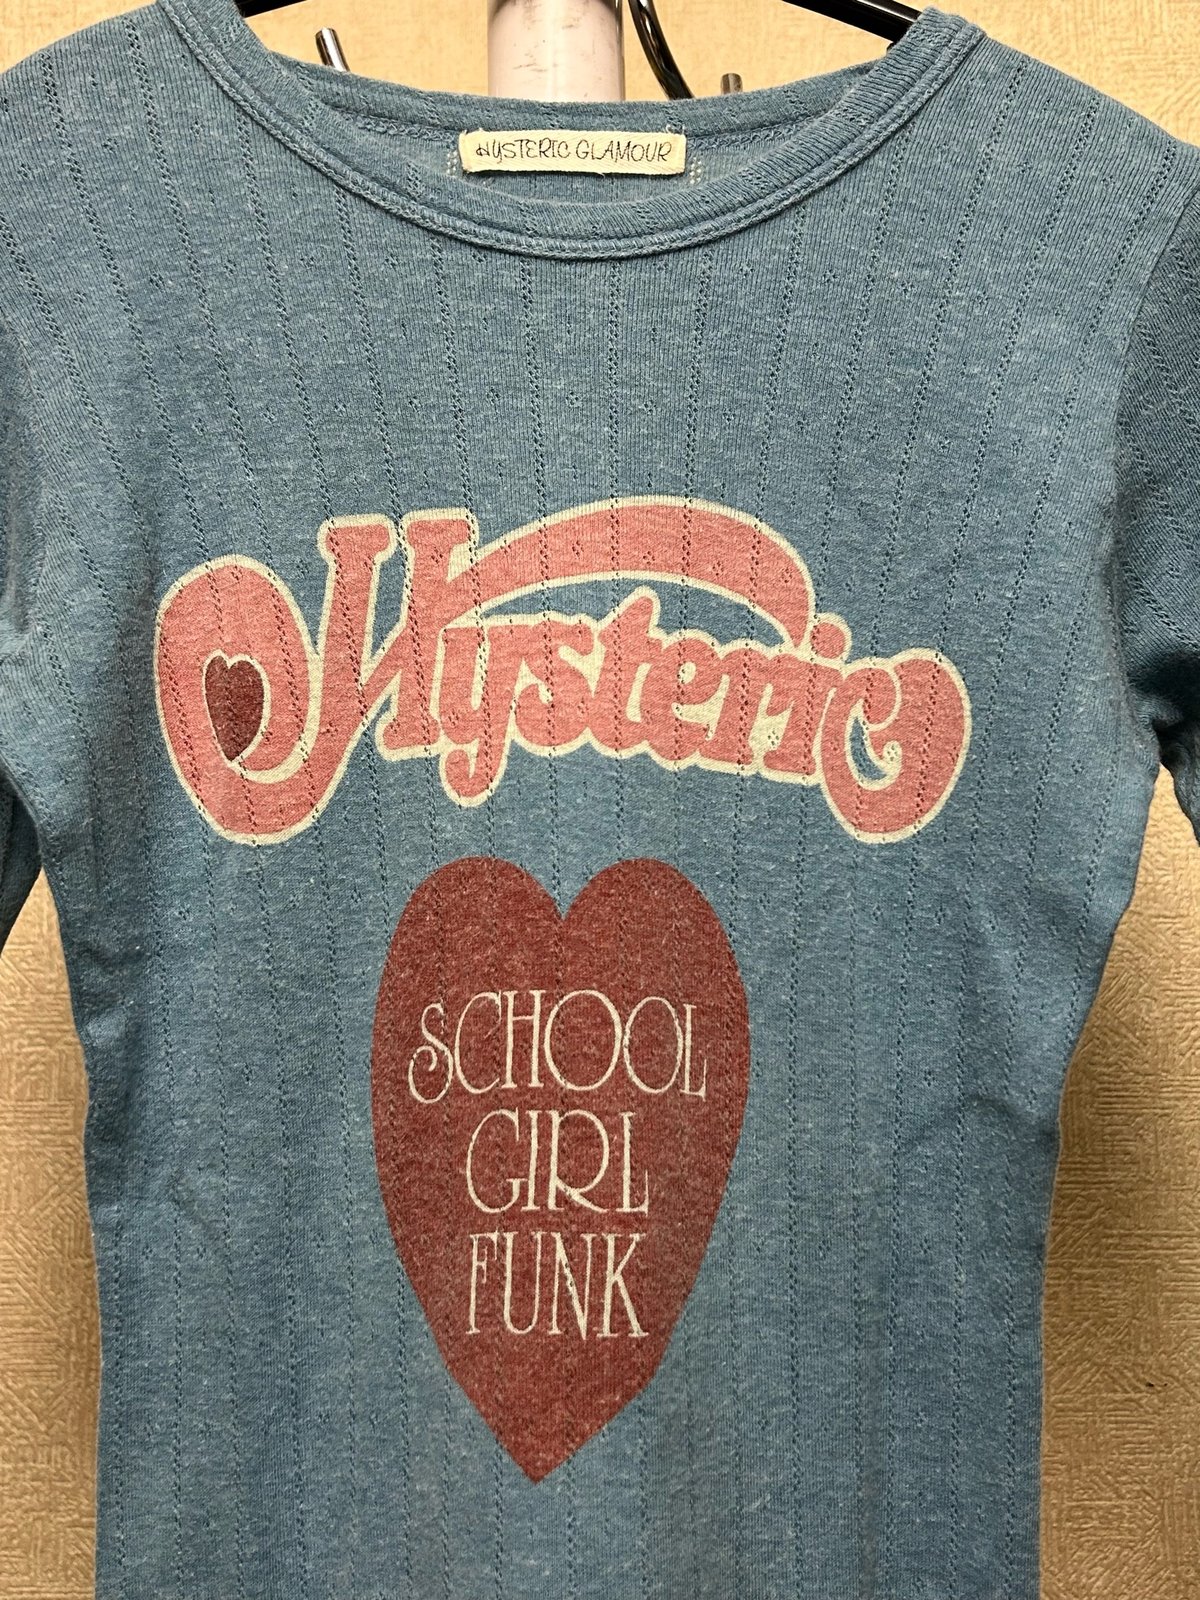 HYSTERIC GLAMOUR
Hysteric
SCHOOL
GIRL
FUNK